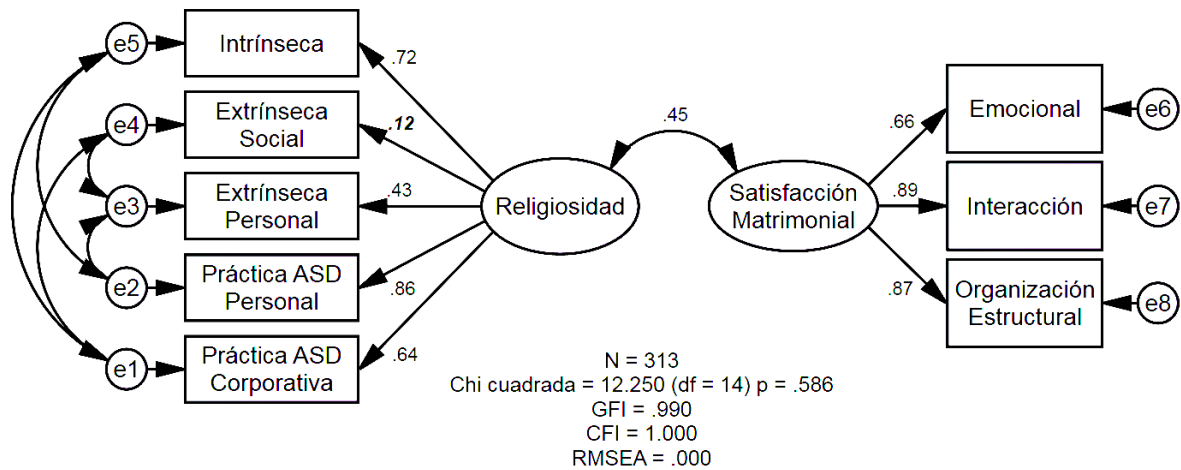 e5
Intrínseca
.72
e4
Extrínseca
Social
.12
e3
Extrínseca
Personal
.43
e2
Práctica ASD
Personal
.86
e1
Práctica ASD
Corporativa
.64
Religiosidad
.45
Satisfacción
Matrimonial
.66
Emocional
e6
.89
Interacción
e7
.87
Organización
Estructural
e8
N = 313
Chi cuadrada = 12.250 (df = 14) p = .586
GFI = .990
CFI = 1.000
RMSEA = .000